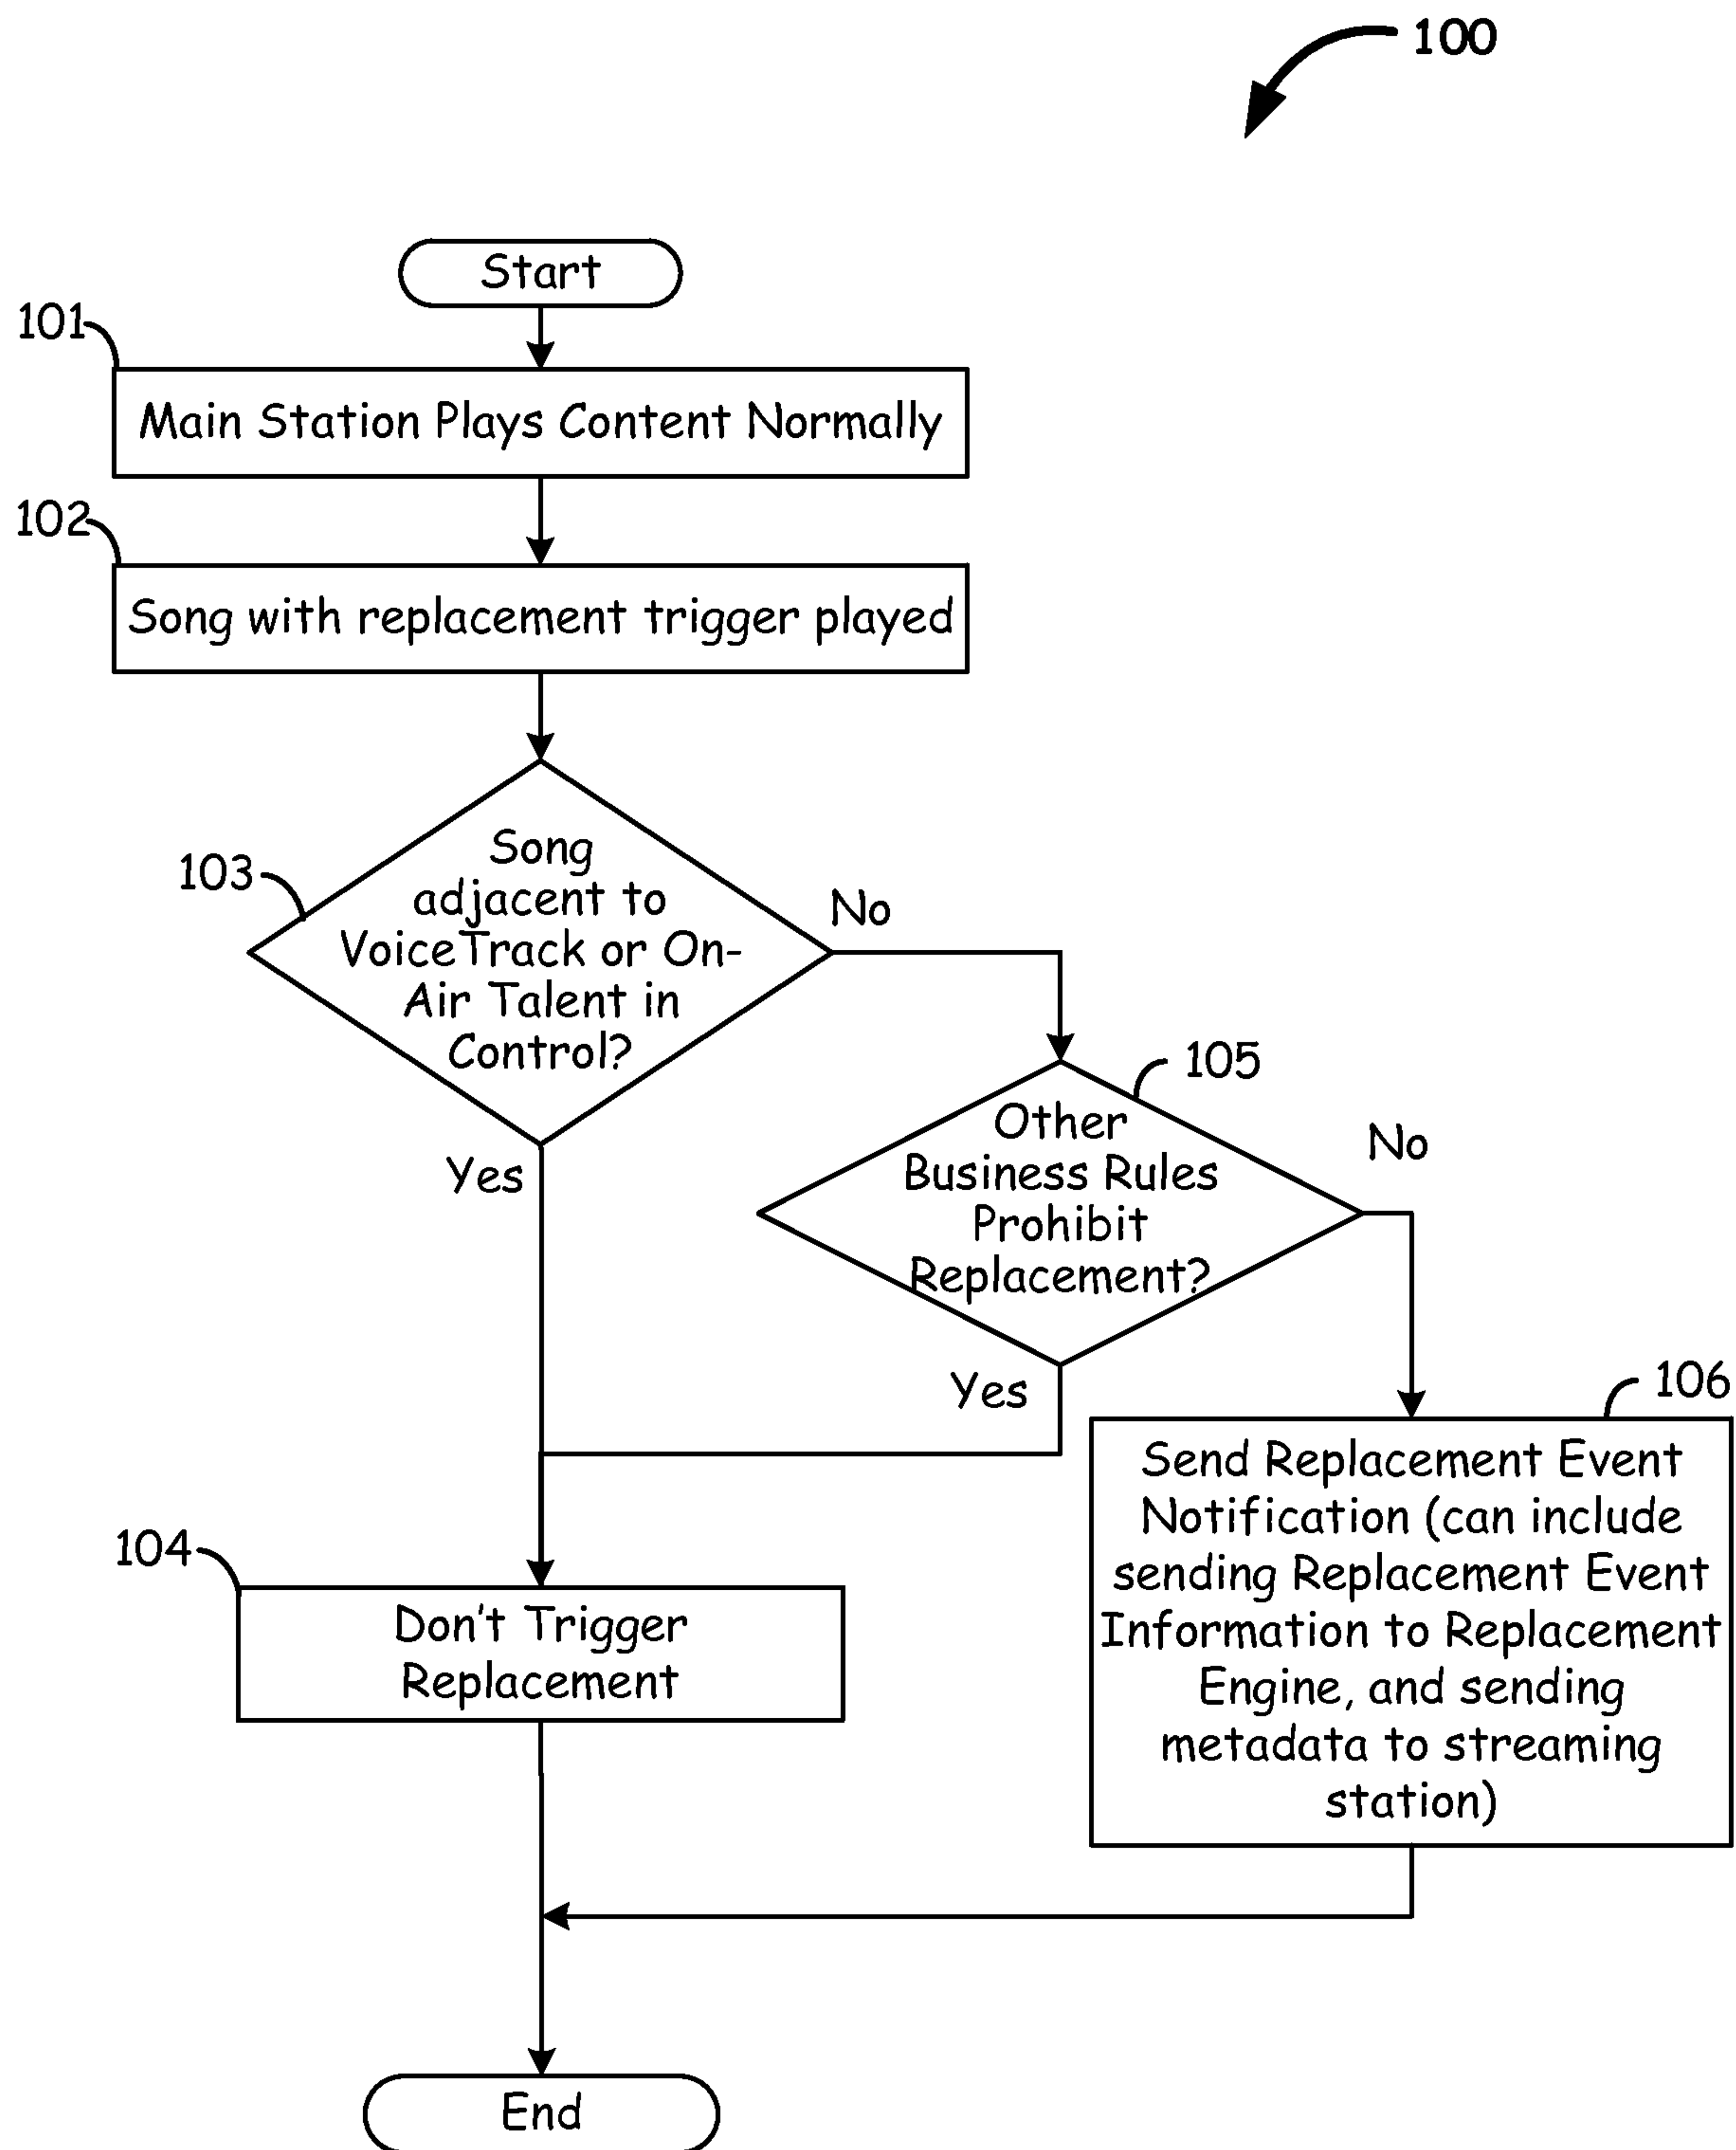 100
Start
101
Main Station Plays Content Normally
102
Song with replacement trigger played
103
Song
adjacent to
VoiceTrack or On-
Air Talent in
Control?
No
Yes
105
Other
Business Rules
Prohibit
Replacement?
No
Yes
106
Send Replacement Event
Notification (can include
sending Replacement Event
Information to Replacement
Engine, and sending
metadata to streaming
station)
104
Don't Trigger
Replacement
End